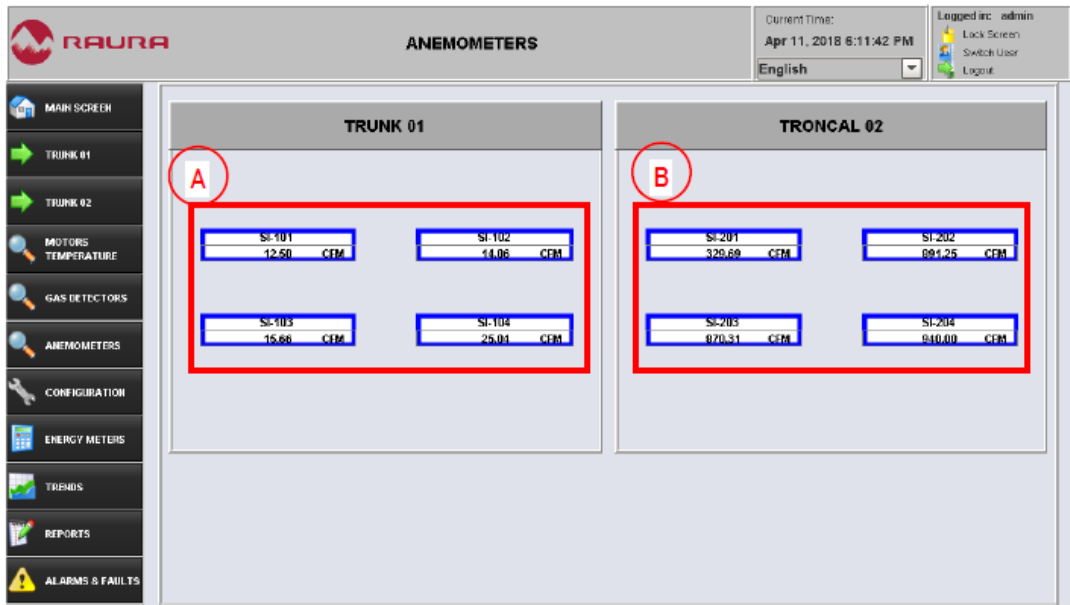 RAURA
ANEMOMETERS
Current Time:
Apr 11, 2018 6:11:42 PM
English
Logged in: admin
Lock Screen
Switch User
Logout
MAIN SCREEN
TRUNK 01
TRUNK 02
MOTORS
TEMPERATURE
GAS DETECTORS
ANEMOMETERS
CONFIGURATION
ENERGY METERS
TRENDS
REPORTS
ALARMS & FAULTS
TRUNK 01
A
SI-101
12.50 CFM
SI-102
14.06 CFM
SI-103
15.66 CFM
SI-104
25.04 CFM
TRONCAL 02
B
SI-201
329.69 CFM
SI-202
891.25 CFM
SI-203
870.31 CFM
SI-204
940.00 CFM